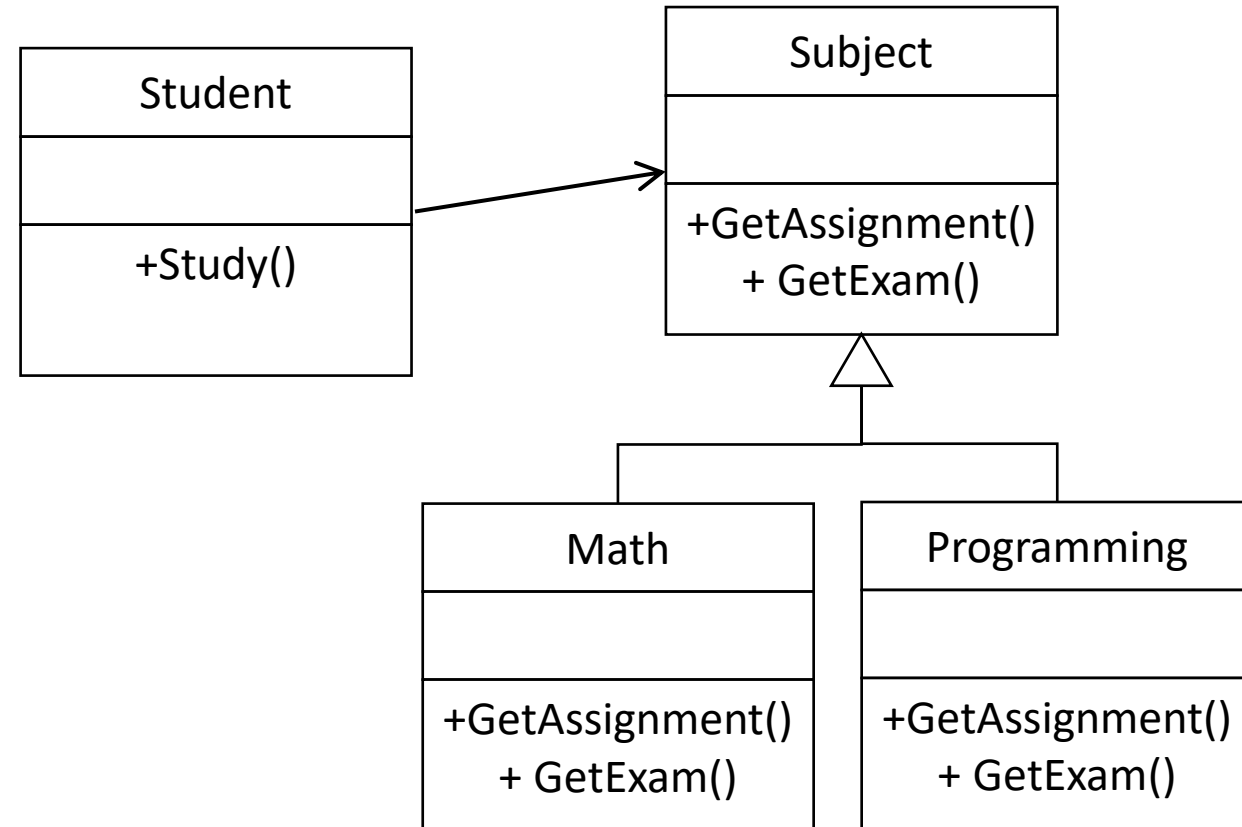 Student
+Study()
Subject
+GetAssignment()
+ GetExam()
Math
+GetAssignment()
+ GetExam()
Programming
+GetAssignment()
+ GetExam()